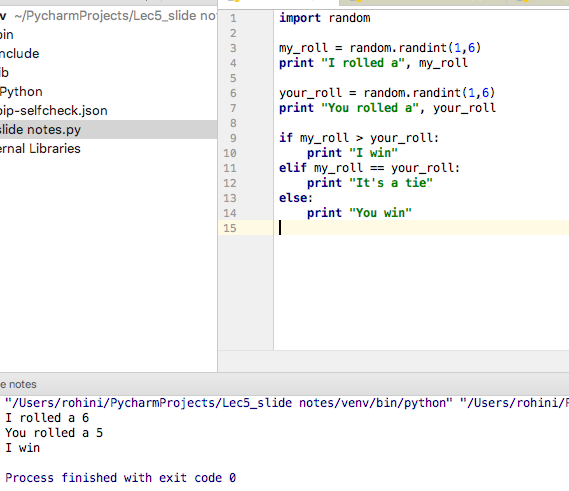 v ~/PycharmProjects/Lec5_slide no
bin
nclude
ib
Python
pip-selfcheck.json
slide notes.py
ernal Libraries
1 import random
2
3 my_roll = random.randint(1,6)
4 print "I rolled a", my_roll
5
6 your_roll = random.randint(1,6)
7 print "You rolled a", your_roll
8
9 if my_roll > your_roll:
10     print "I win"
11 elif my_roll == your_roll:
12     print "It's a tie"
13 else:
14     print "You win"
15
e notes
"/Users/rohini/PycharmProjects/Lec5_slide notes/venv/bin/python" "/Users/rohini/P
I rolled a 6
You rolled a 5
I win
Process finished with exit code 0